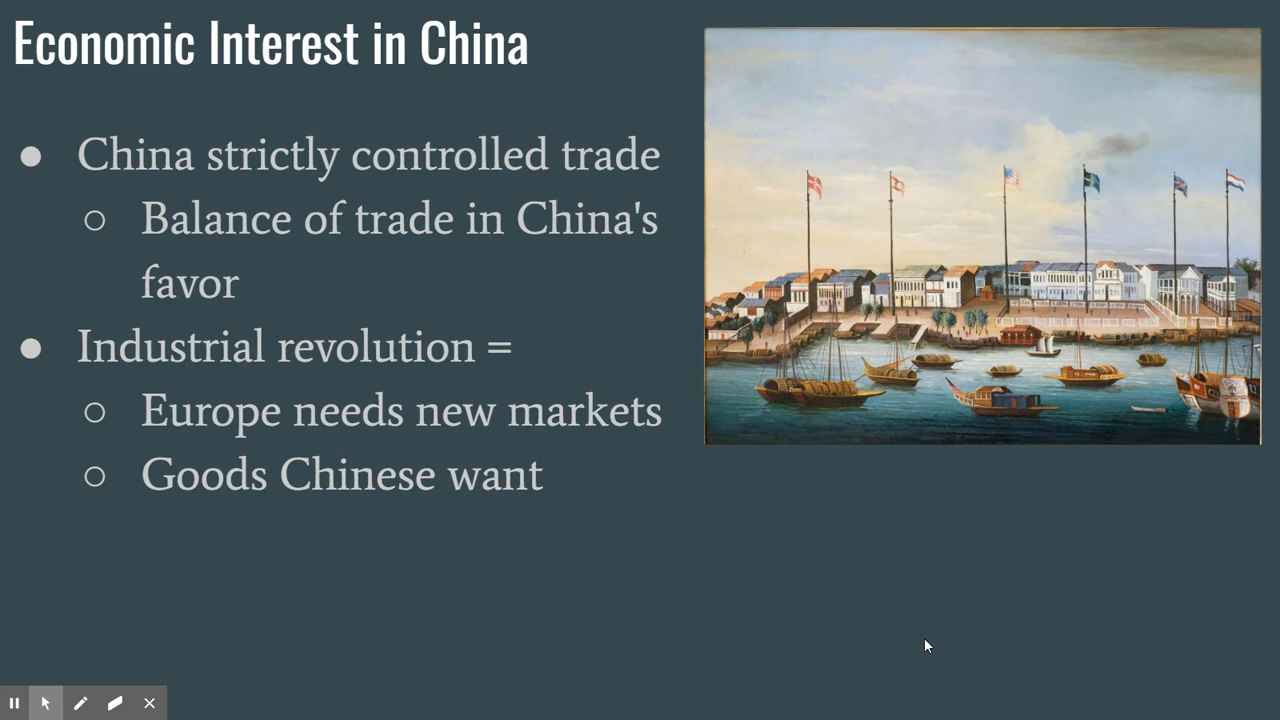 Economic Interest in China
● China strictly controlled trade
○ Balance of trade in China's
favor
● Industrial revolution =
○ Europe needs new markets
○ Goods Chinese want